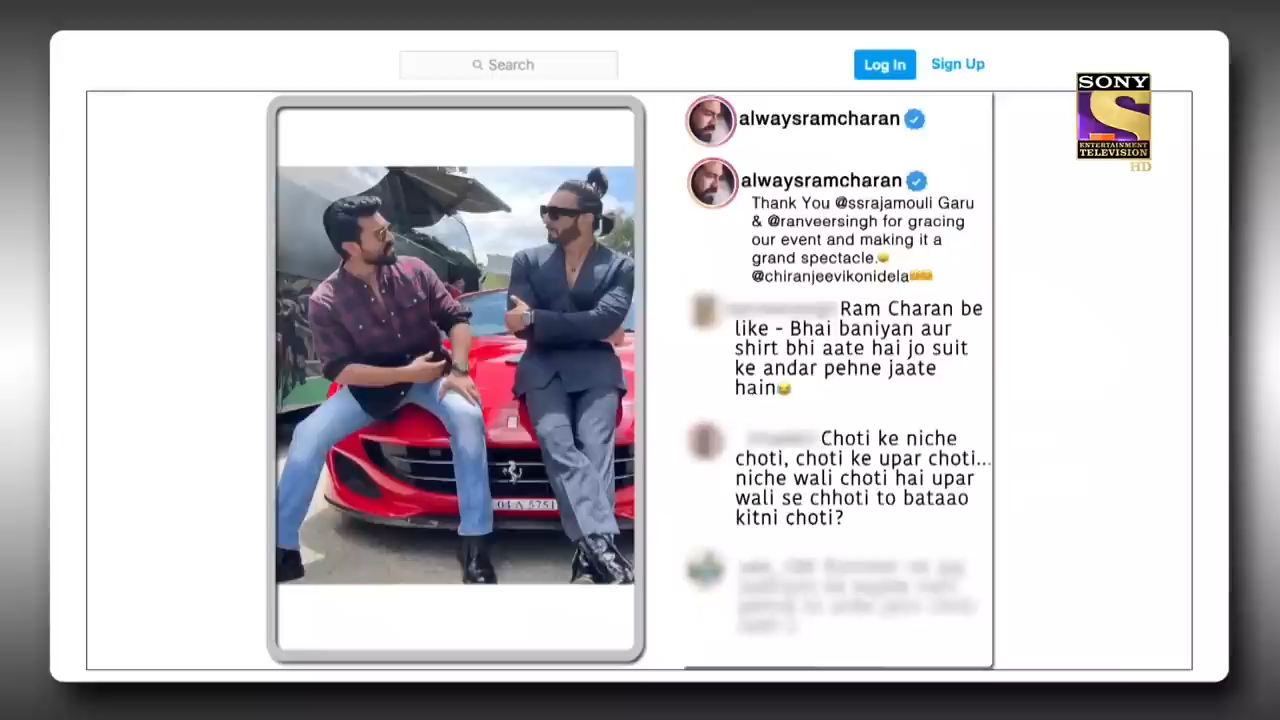 Search
Log In
Sign Up
SONY
ENTERTAINMENT
TELEVISION
HD
alwaysramcharan
alwaysramcharan
Thank You @ssrajamouli Garu
& @ranveersingh for gracing
our event and making it a
grand spectacle.
@chiranjeevikonidela
Ram Charan be
like - Bhai baniyan aur
shirt bhi aate hai jo suit
ke andar pehne jaate
hain😂
Choti ke niche
choti, choti ke upar choti...
niche wali choti hai upar
wali se chhoti to bataao
kitni choti?
04 A 5751